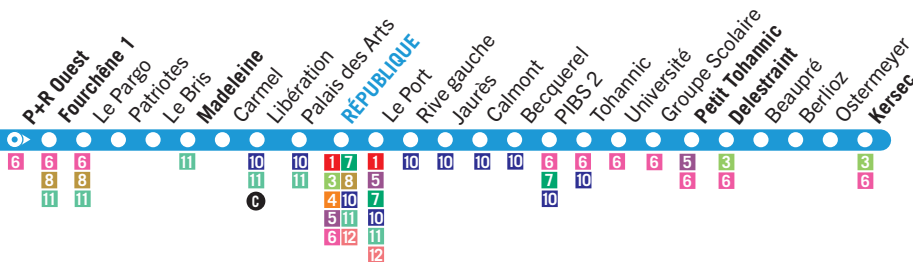 P+R Ouest
Fourchêne 1
Le Pargo
Patriotes
Le Bris
Madeleine
Carmel
Libération
Palais des Arts
RÉPUBLIQUE
Le Port
Rive gauche
Jaurès
Calmont
Becquerel
PIBS 2
Tohannic
Université
Groupe Scolaire
Petit Tohannic
Delestraint
Beaupré
Berlioz
Ostermeyer
Kersec
6 6 6 11 10 10 1 7 1 10 10 10 10 6 6 6 6 5 3 3
8 8 11 11 3 8 5 7 10 6 6 6
11 11 C 4 10 7 10
5 11 10
6 12 11
12